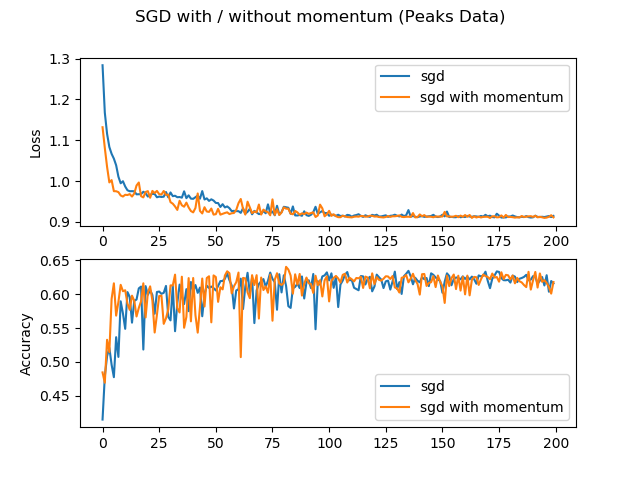 SGD with / without momentum (Peaks Data)
1.3
1.2
1.1
1.0
0.9
Loss
sgd
sgd with momentum
0 25 50 75 100 125 150 175 200
0.65
0.60
0.55
0.50
0.45
Accuracy
sgd
sgd with momentum
0 25 50 75 100 125 150 175 200